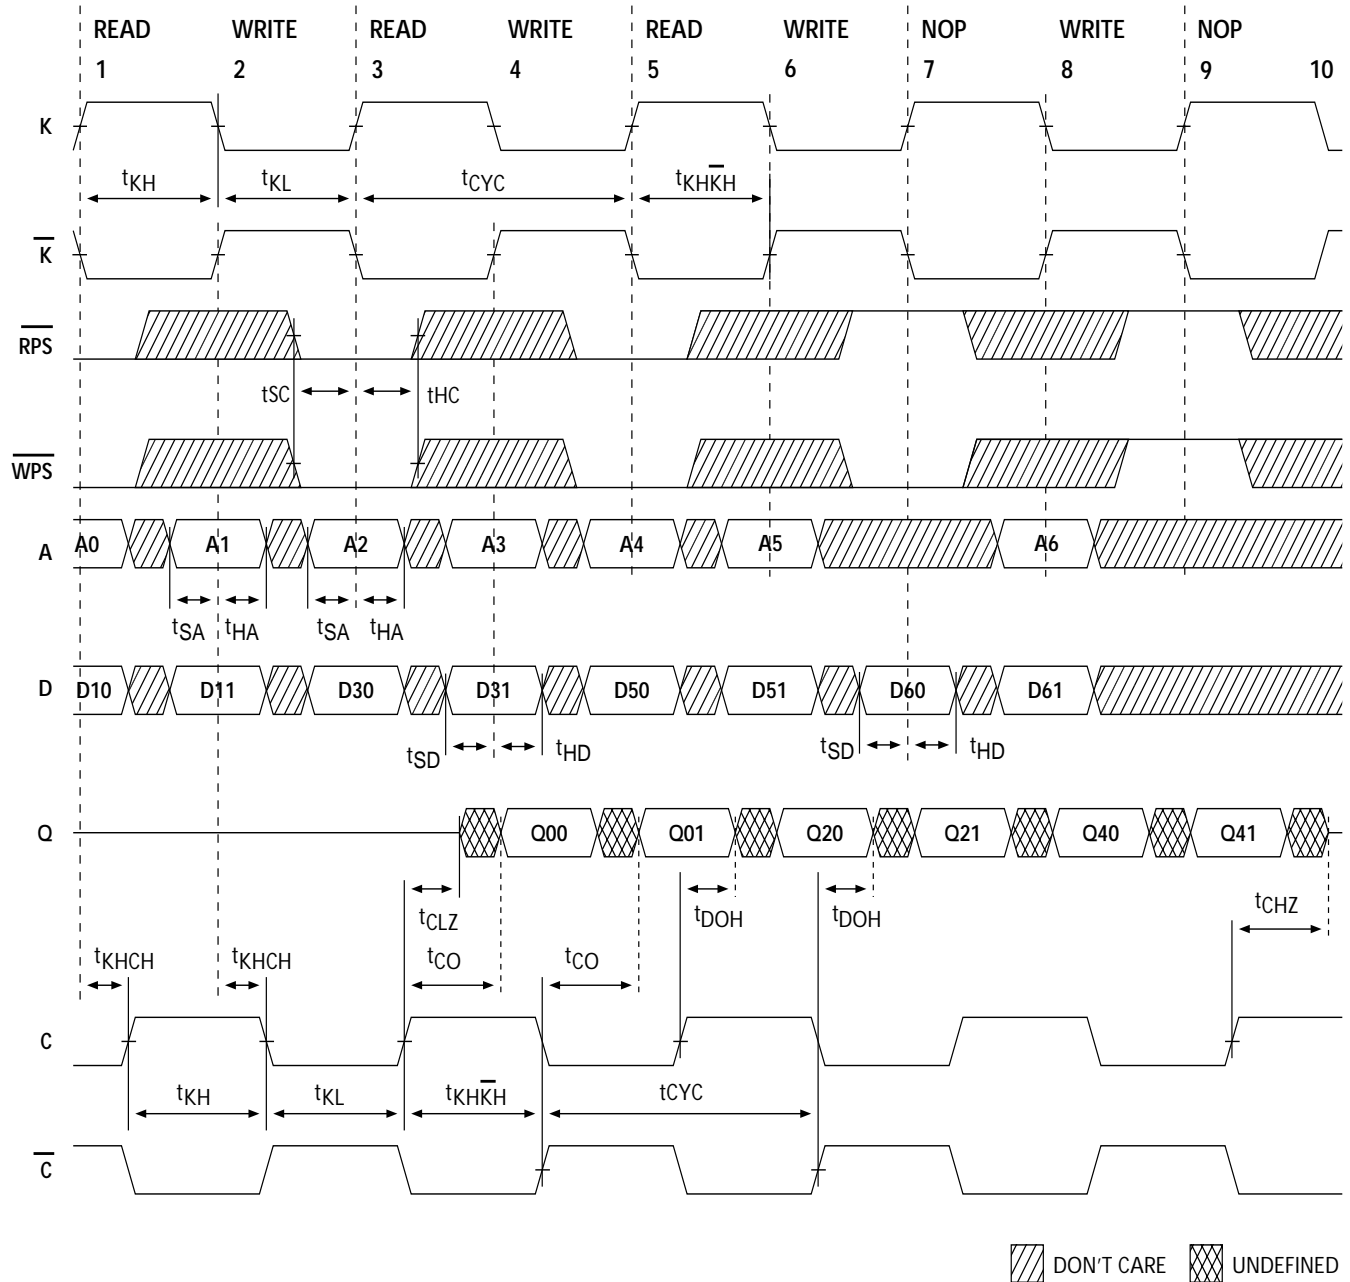 READ WRITE READ WRITE READ WRITE NOP WRITE NOP
1 2 3 4 5 6 7 8 9 10
K
tKH tKL tCYC tKHK̅H
K̅
R̅P̅S̅
tSC tHC
W̅P̅S̅
A A0 A1 A2 A3 A4 A5 A6
tSA tHA tSA tHA
D D10 D11 D30 D31 D50 D51 D60 D61
tSD tHD tSD tHD
Q Q00 Q01 Q20 Q21 Q40 Q41
tCLZ tDOH tDOH tCHZ
tKHCH tKHCH tCO tCO
C
tKH tKL tKHK̅H tCYC
C̅
DON'T CARE UNDEFINED